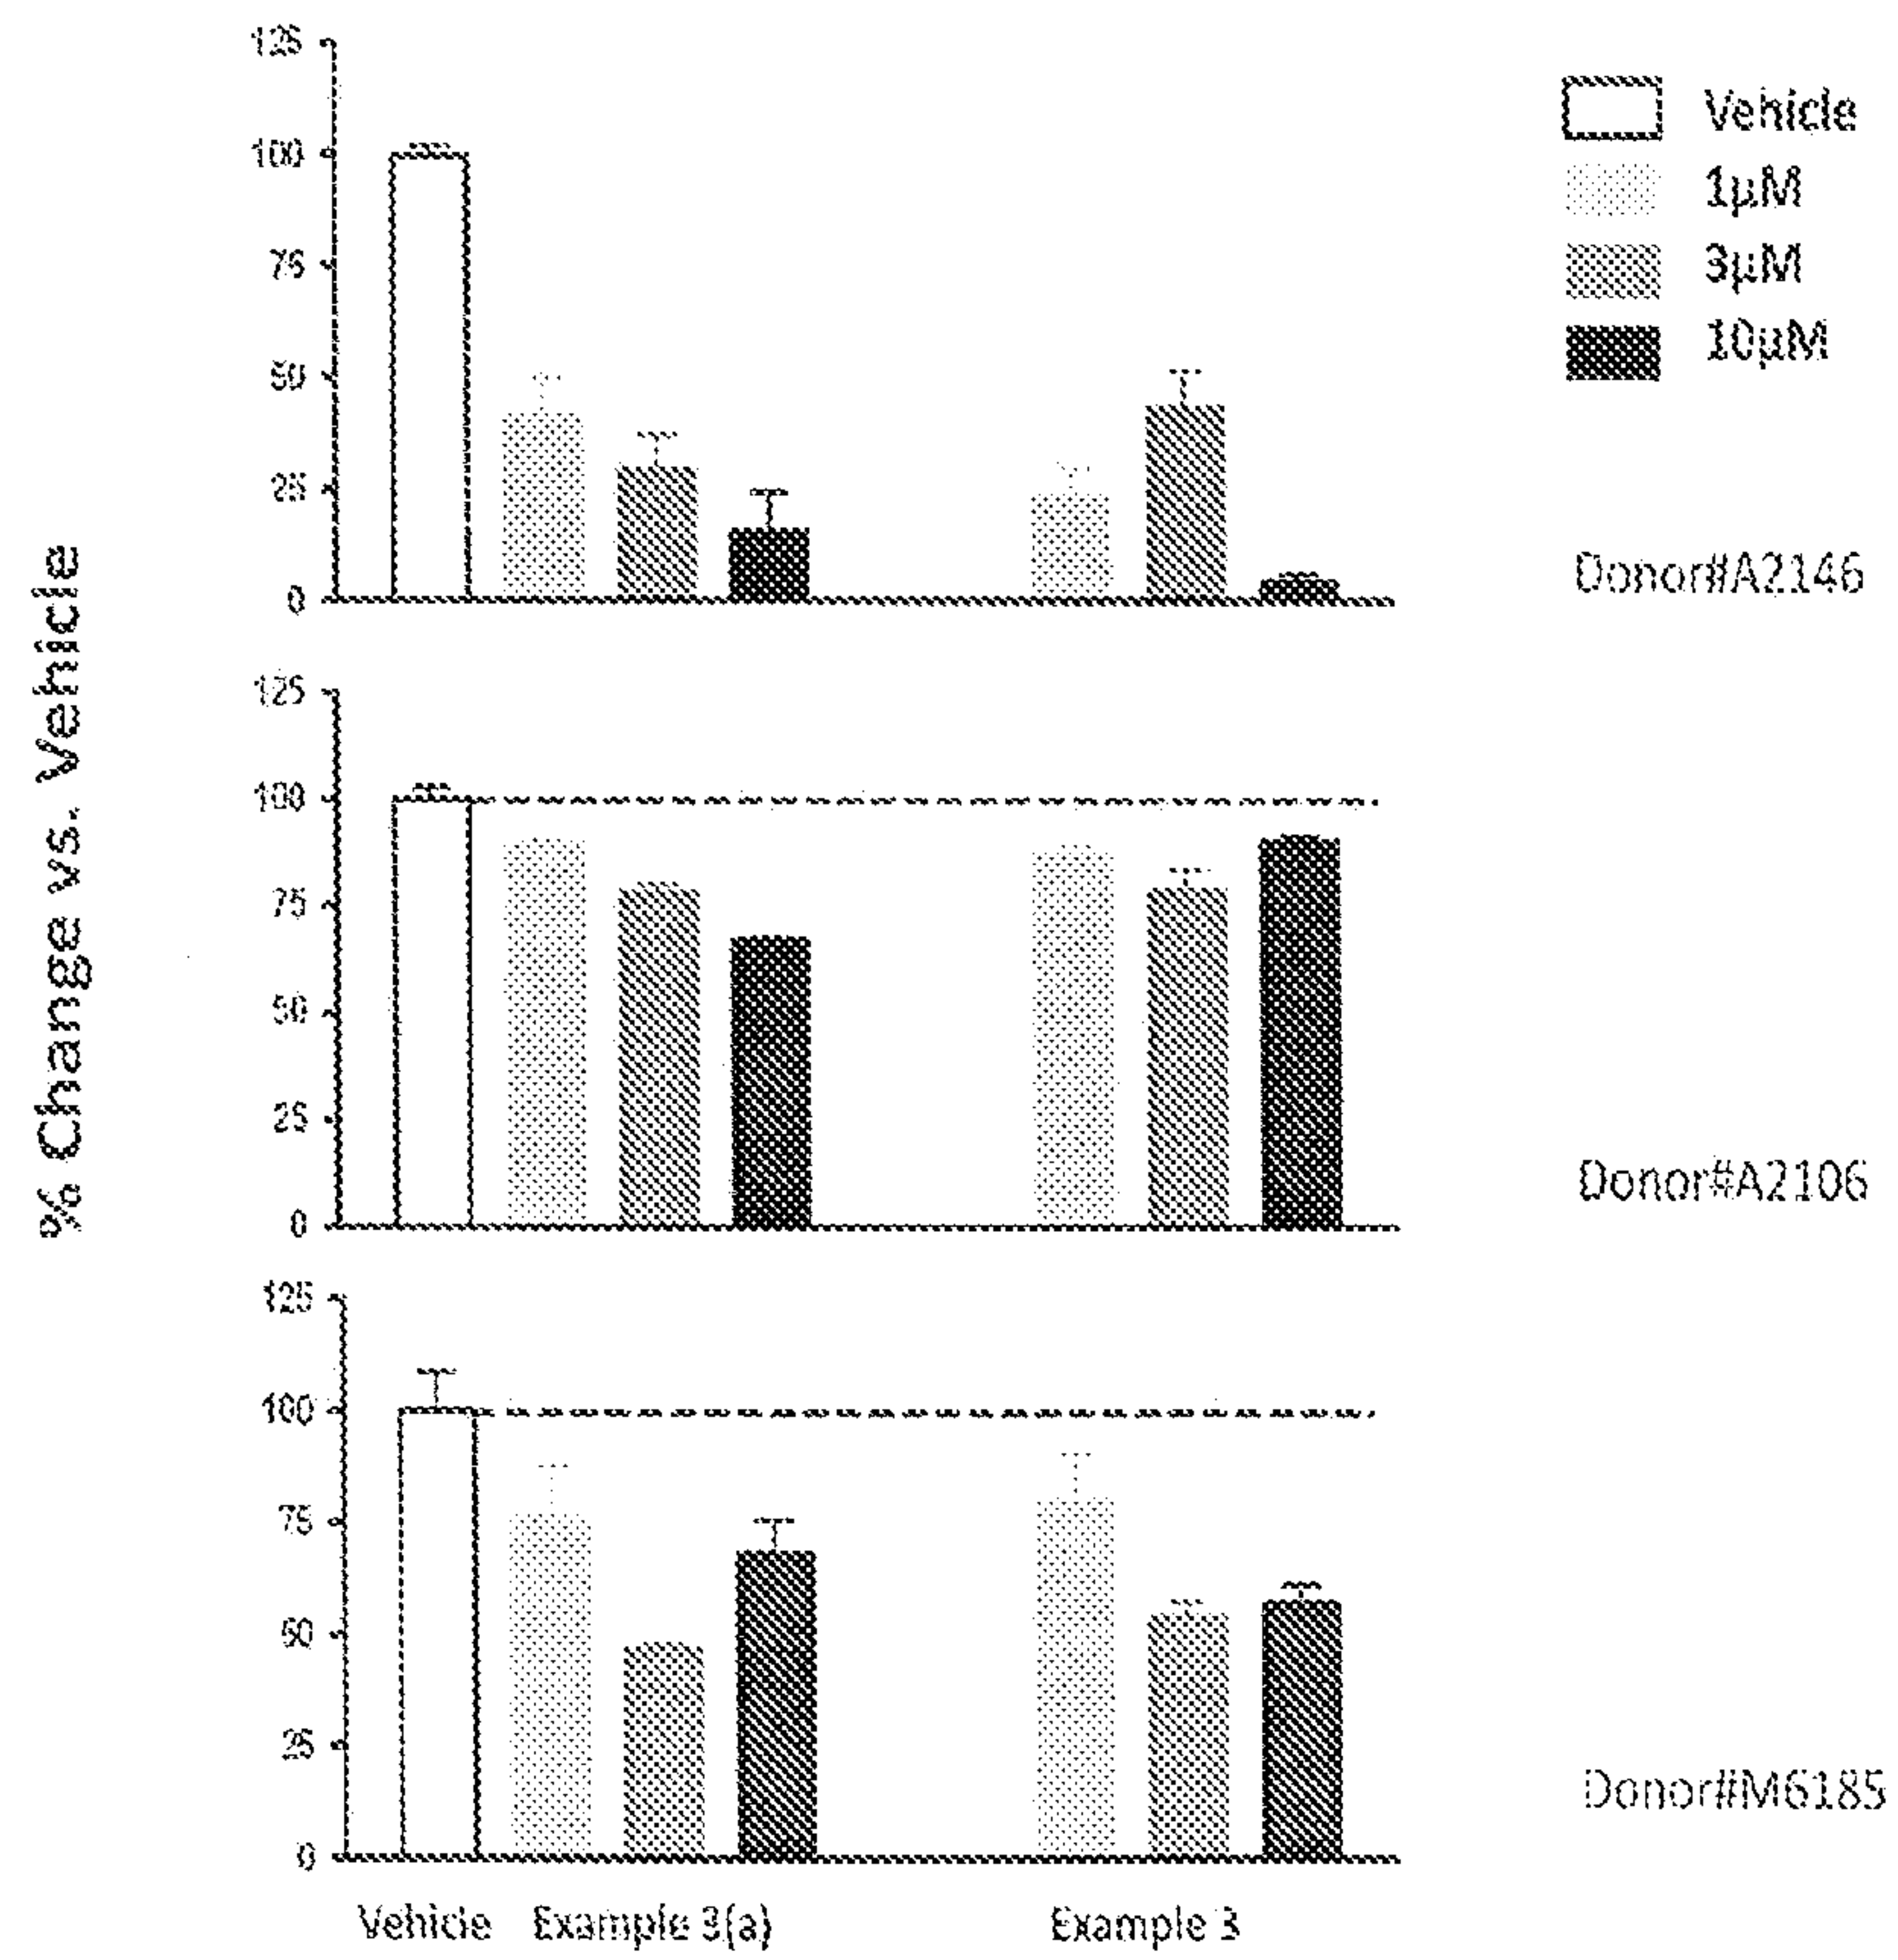 % Change vs. Vehicle
125
100
75
50
25
0
Vehicle
1µM
3µM
10µM
Donor#A2146
125
100
75
50
25
0
Donor#A2106
125
100
75
50
25
0
Donor#M6185
Vehicle
Example 3(a)
Example 3